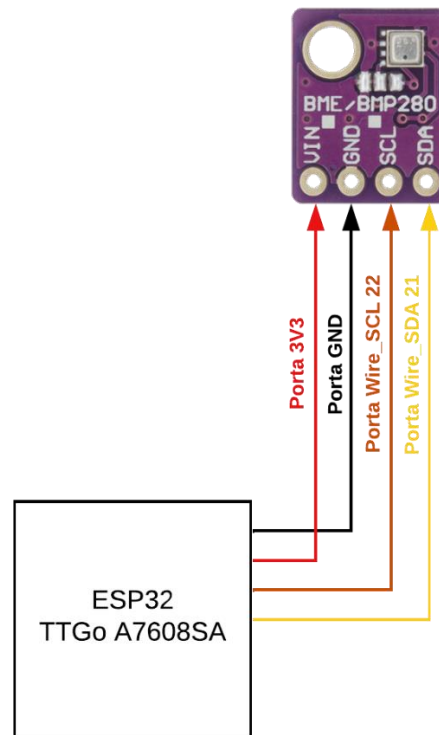 BME/BMP280
VIN
GND
SCL
SDA
Porta 3V3
Porta GND
Porta Wire_SCL 22
Porta Wire_SDA 21
ESP32
TTGo A7608SA